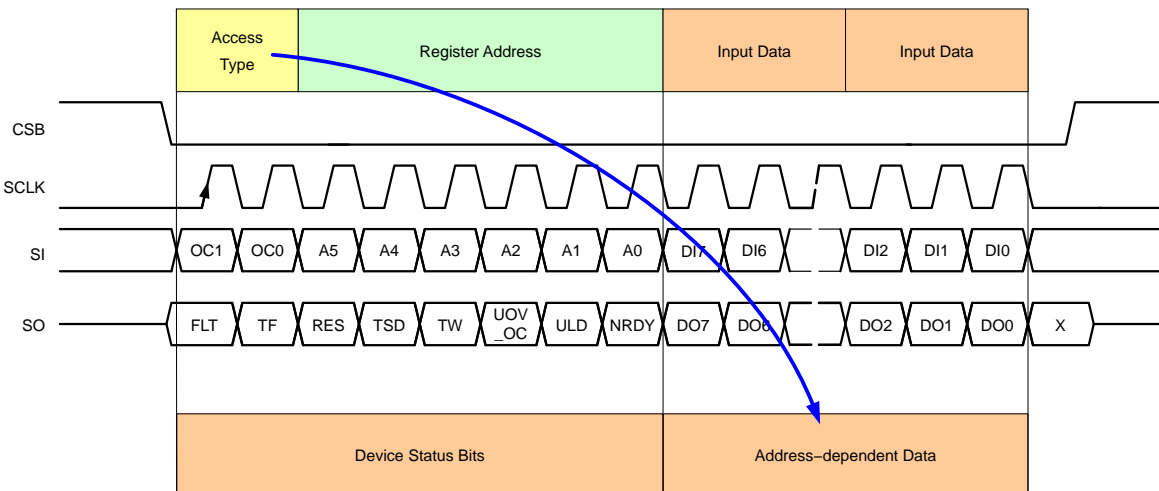 Access
Type
Register Address
Input Data
Input Data
CSB
SCLK
SI
OC1 OC0 A5 A4 A3 A2 A1 A0 DI7 DI6 DI2 DI1 DI0
SO
FLT TF RES TSD TW UOV
_OC ULD NRDY DO7 DO6 DO2 DO1 DO0 X
Device Status Bits
Address−dependent Data